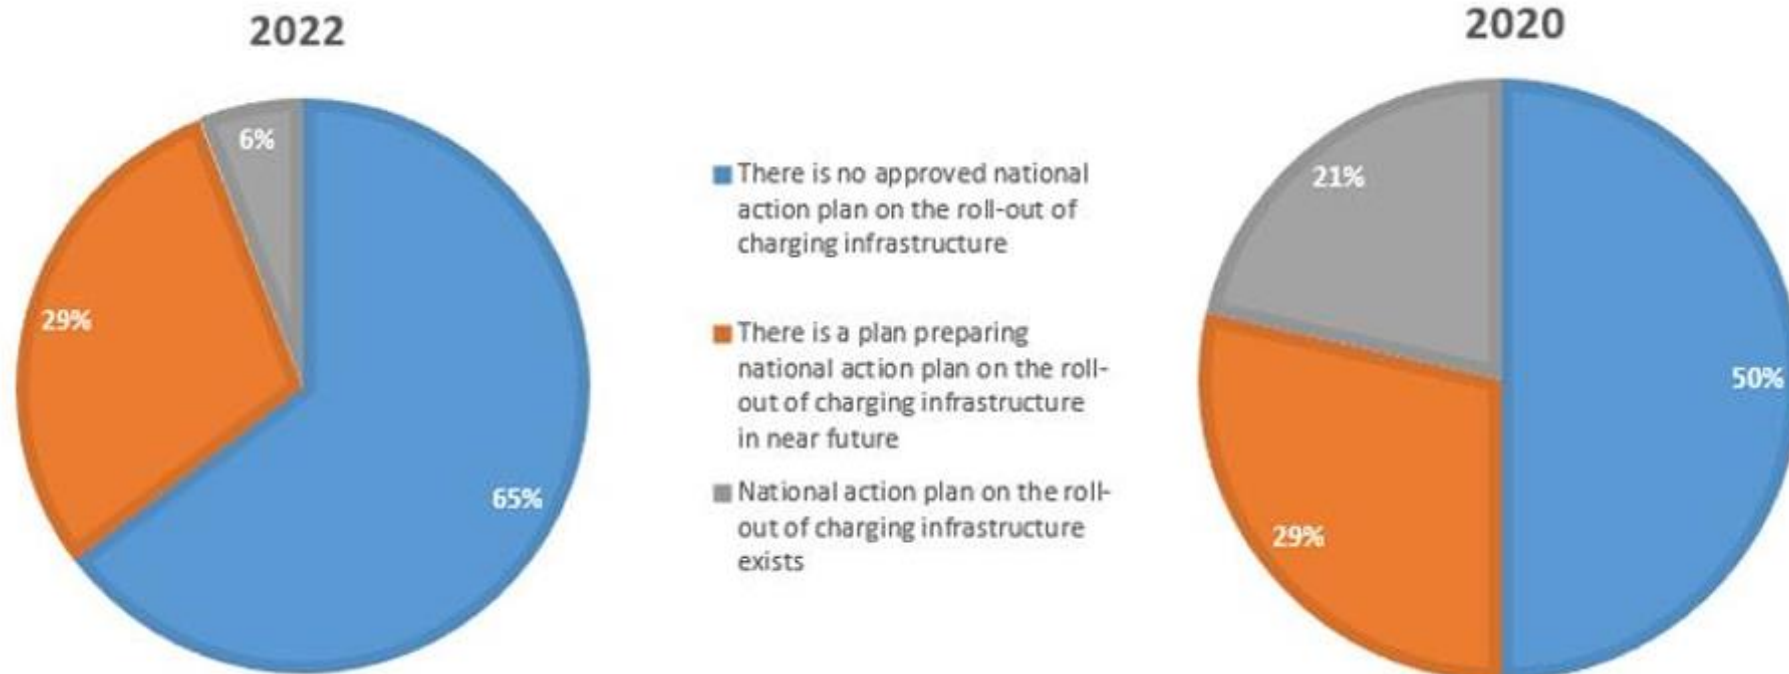 2022
6%
29%
65%
There is no approved national
action plan on the roll-out of
charging infrastructure
There is a plan preparing
national action plan on the roll-
out of charging infrastructure
in near future
National action plan on the roll-
out of charging infrastructure
exists
2020
21%
50%
29%